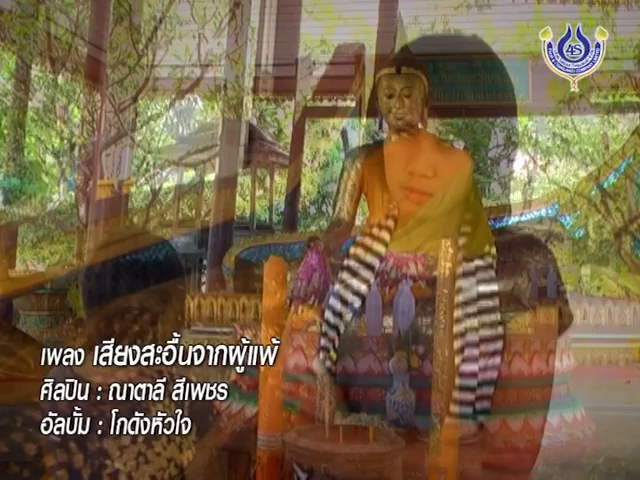 4S
เพลง เสียงสะอื้นจากผู้แพ้
ศิลปิน : ณาตาลี สีเพชร
อัลบั้ม : โกดังหัวใจ